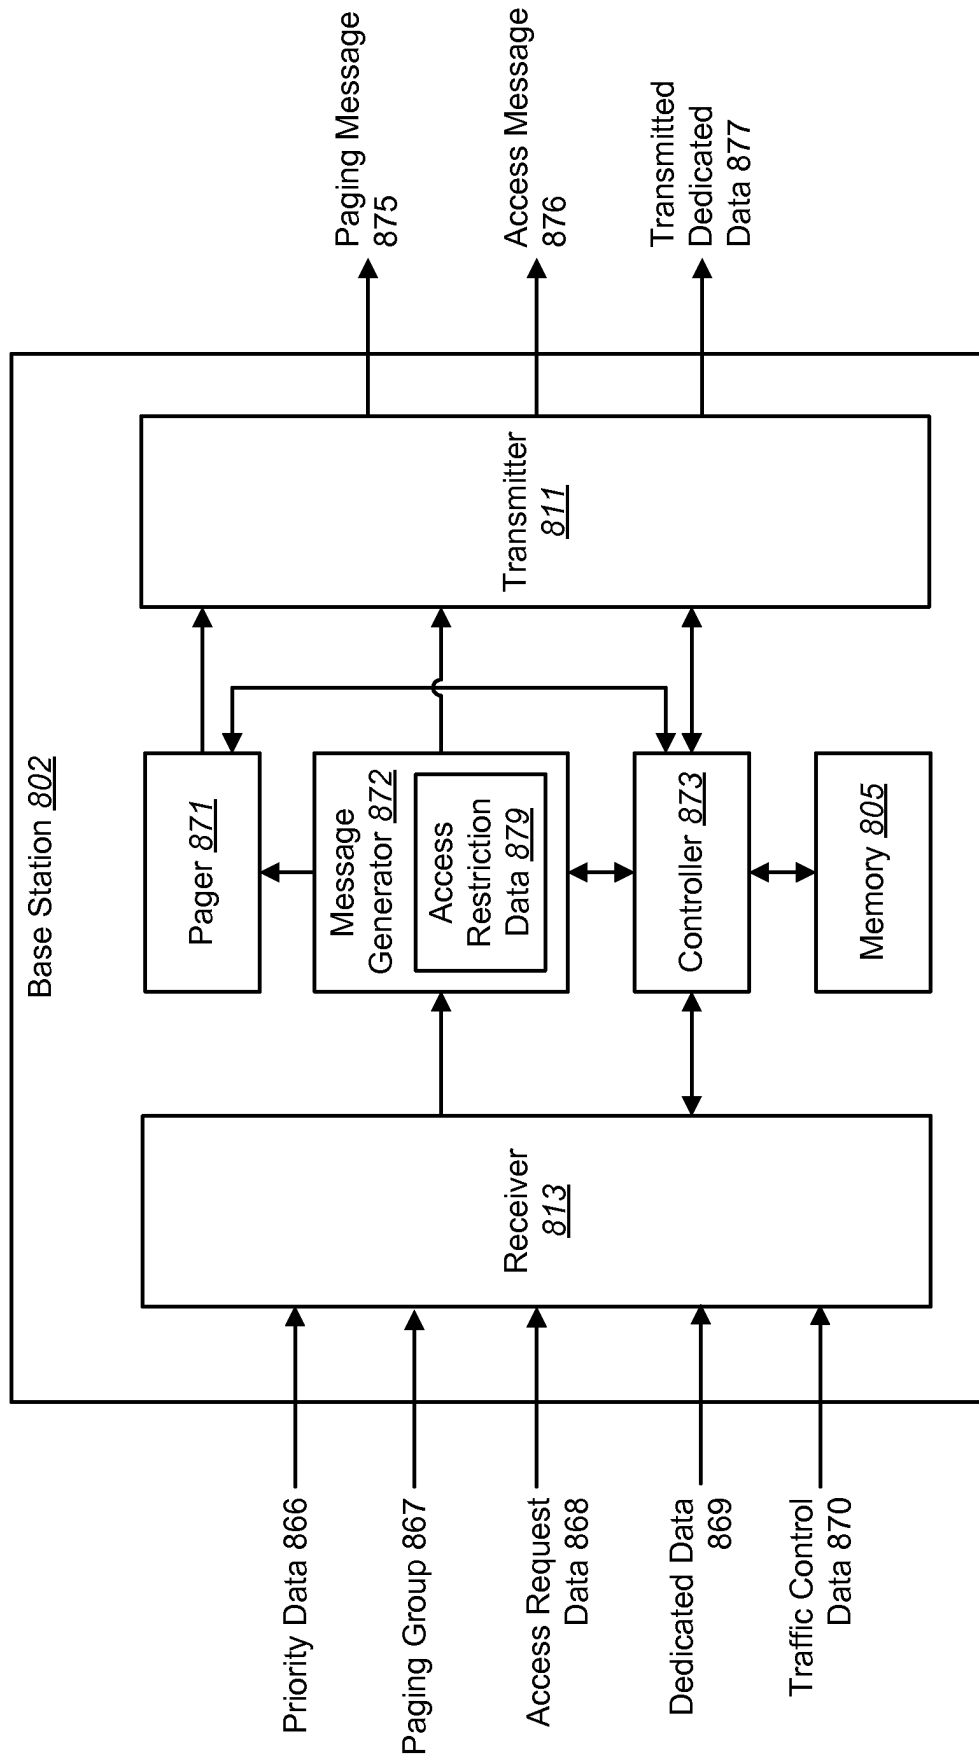 Base Station 802
Priority Data 866
Paging Group 867
Access Request
Data 868
Dedicated Data
869
Traffic Control
Data 870
Receiver
813
Pager 871
Message
Generator 872
Access
Restriction
Data 879
Controller 873
Memory 805
Transmitter
811
Paging Message
875
Access Message
876
Transmitted
Dedicated
Data 877